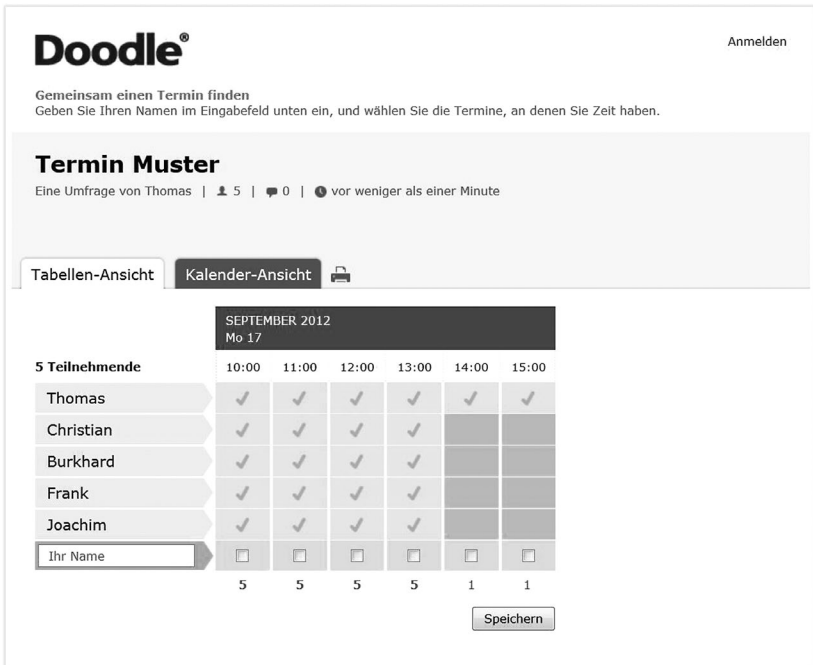 Doodle®
Anmelden
Gemeinsam einen Termin finden
Geben Sie Ihren Namen im Eingabefeld unten ein, und wählen Sie die Termine, an denen Sie Zeit haben.
Termin Muster
Eine Umfrage von Thomas | 5 | 0 | vor weniger als einer Minute
Tabellen-Ansicht Kalender-Ansicht
SEPTEMBER 2012
Mo 17
5 Teilnehmende 10:00 11:00 12:00 13:00 14:00 15:00
Thomas
Christian
Burkhard
Frank
Joachim
Ihr Name
5 5 5 5 1 1
Speichern